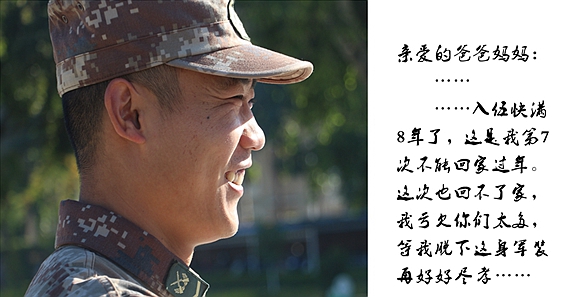 亲爱的爸爸妈妈：
……
……入伍快满
8年了，这是我第7
次不能回家过年。
这次也回不了家，
我亏欠你们太多，
等我脱下这身军装
再好好尽孝……